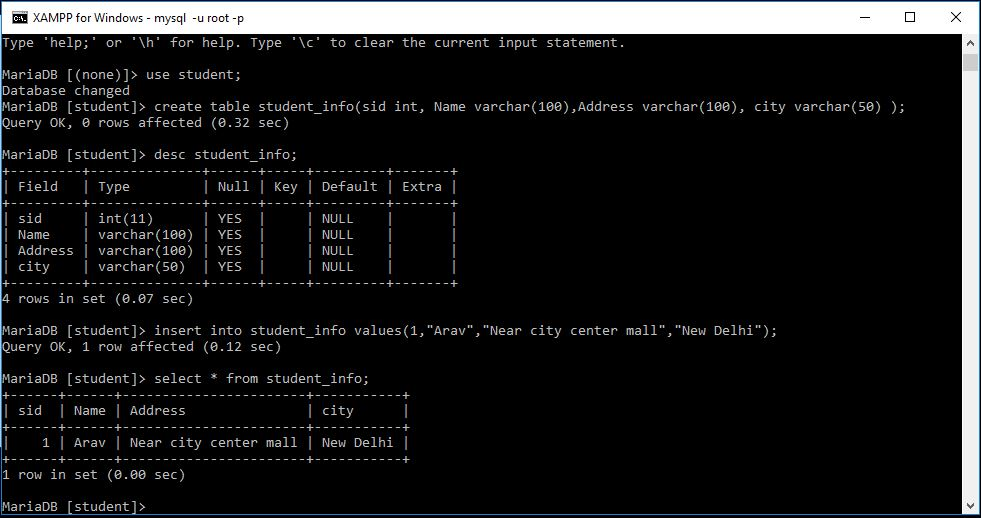 XAMPP for Windows - mysql -u root -p
Type 'help;' or '\h' for help. Type '\c' to clear the current input statement.
MariaDB [(none)]> use student;
Database changed
MariaDB [student]> create table student_info(sid int, Name varchar(100),Address varchar(100), city varchar(50) );
Query OK, 0 rows affected (0.32 sec)
MariaDB [student]> desc student_info;
+---------+--------------+------+-----+---------+-------+
| Field   | Type         | Null | Key | Default | Extra |
+---------+--------------+------+-----+---------+-------+
| sid     | int(11)      | YES  |     | NULL    |       |
| Name    | varchar(100) | YES  |     | NULL    |       |
| Address | varchar(100) | YES  |     | NULL    |       |
| city    | varchar(50)  | YES  |     | NULL    |       |
+---------+--------------+------+-----+---------+-------+
4 rows in set (0.07 sec)
MariaDB [student]> insert into student_info values(1,"Arav","Near city center mall","New Delhi");
Query OK, 1 row affected (0.12 sec)
MariaDB [student]> select * from student_info;
+------+------+-----------------------+-----------+
| sid  | Name | Address               | city      |
+------+------+-----------------------+-----------+
|    1 | Arav | Near city center mall | New Delhi |
+------+------+-----------------------+-----------+
1 row in set (0.00 sec)
MariaDB [student]>